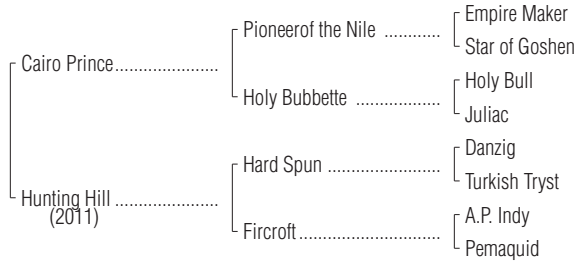 Empire Maker
Pioneerof the Nile ............
Star of Goshen
Cairo Prince.....................
Holy Bull
Holy Bubbette .................
Juliac
Danzig
Hard Spun .......................
Turkish Tryst
Hunting Hill .....................
(2011)
A.P. Indy
Fircroft.............................
Pemaquid